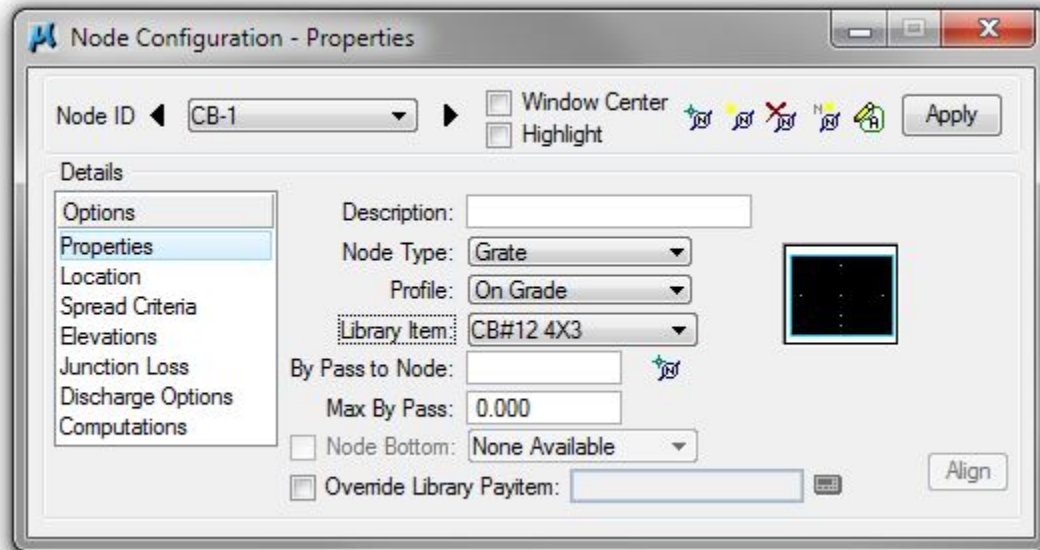 Node Configuration - Properties
Node ID
CB-1
Window Center
Highlight
Apply
Details
Options
Properties
Location
Spread Criteria
Elevations
Junction Loss
Discharge Options
Computations
Description:
Node Type: Grate
Profile: On Grade
Library Item: CB#12 4X3
By Pass to Node:
Max By Pass: 0.000
Node Bottom: None Available
Override Library Payitem:
Align